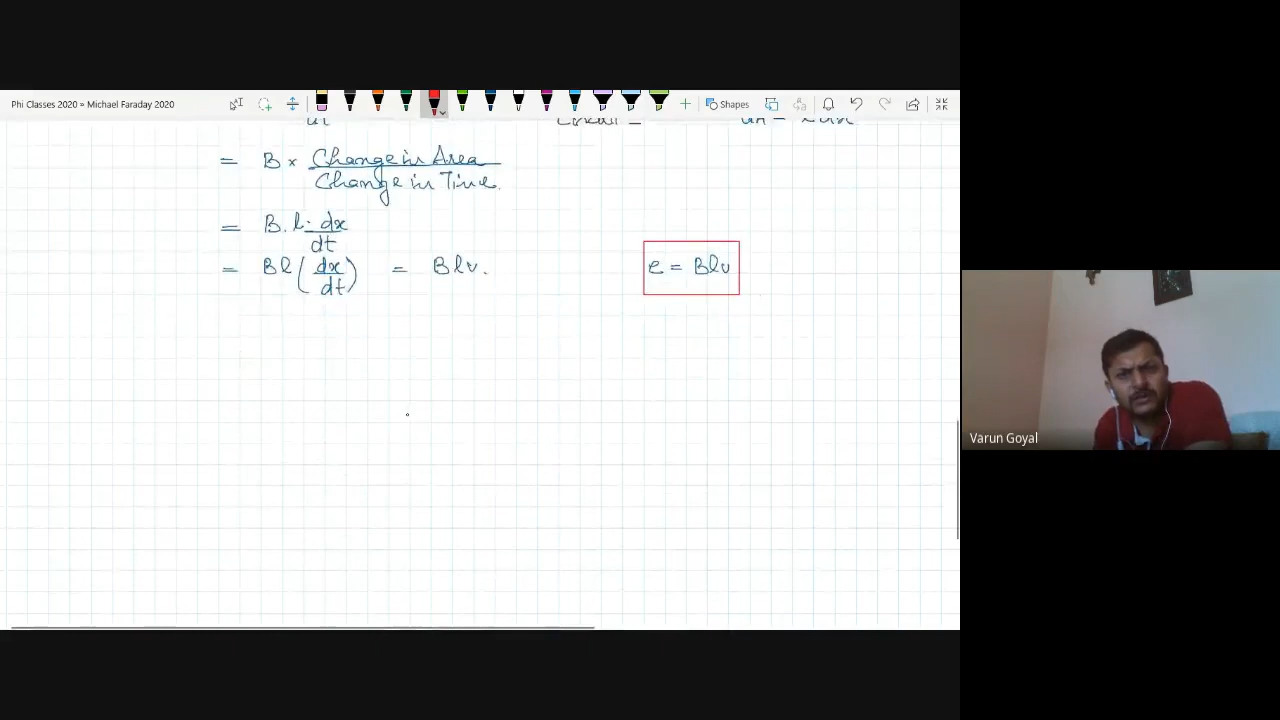 Phi Classes 2020 » Michael Faraday 2020
Shapes
= B × Change in Area
Change in Time.
= B. l. dx
dt
= Bl ( dx = Blv.
dt )
e = Blv
Varun Goyal